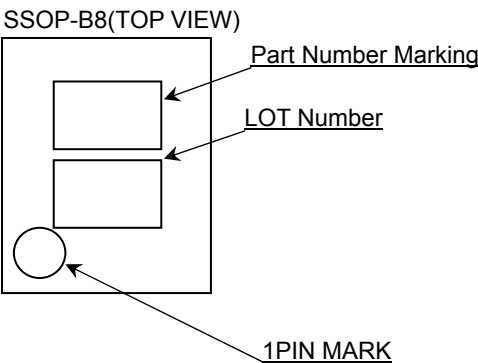 SSOP-B8(TOP VIEW)
Part Number Marking
LOT Number
1PIN MARK